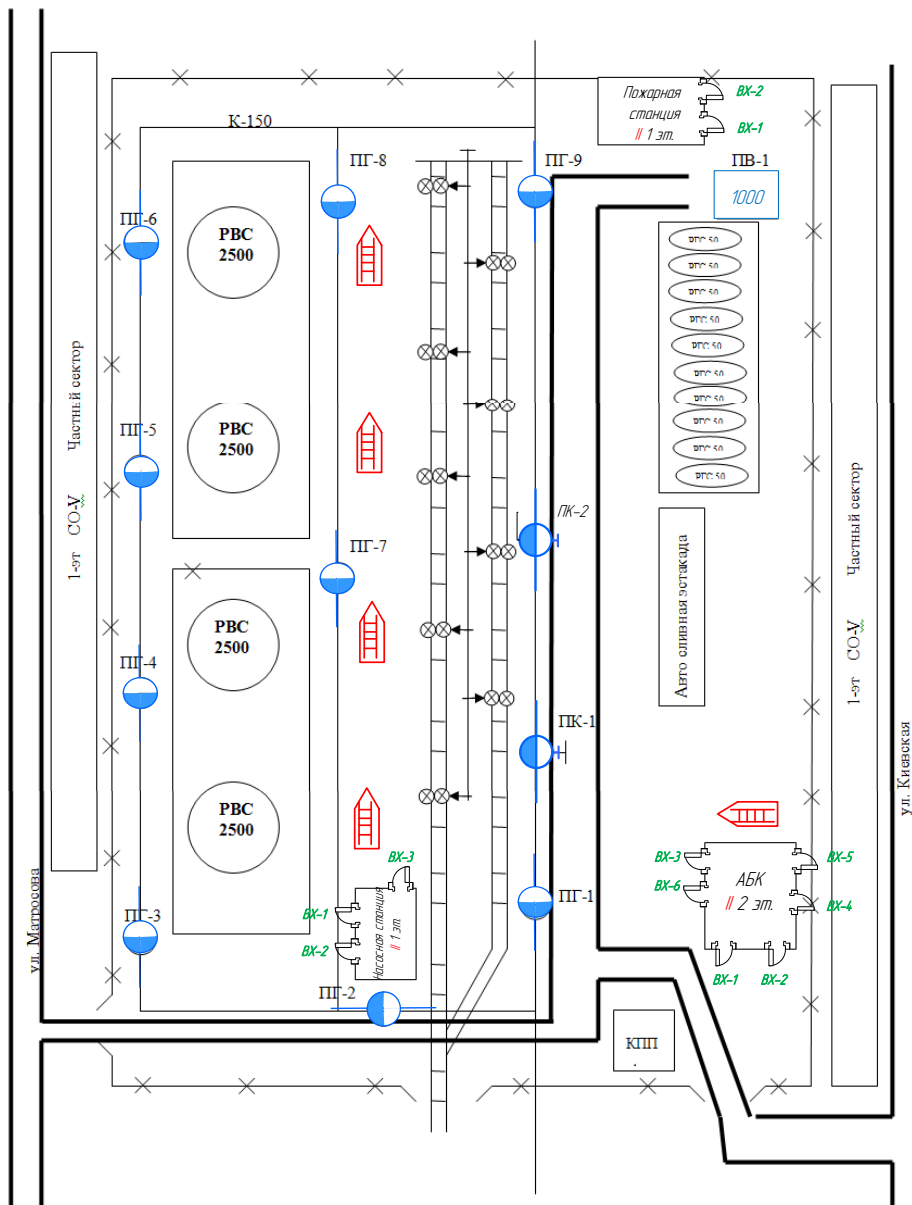 Пожарная
станция
II 1 эт.
ВХ-2
ВХ-1
К-150
ПГ-8
ПГ-9
ПВ-1
1000
ПГ-6
РВС
2500
РГС 50
РГС 50
РГС 50
РГС 50
РГС 50
РГС 50
РГС 50
РГС 50
РГС 50
РГС 50
Частный сектор
1-эт СО-V
ПГ-5
РВС
2500
ПК-2
ПГ-7
Частный сектор
1-эт СО-V
РВС
2500
Авто сливная эстакада
ПГ-4
ПК-1
ул. Киевская
РВС
2500
ВХ-3
ВХ-3
ВХ-5
ВХ-6
АБК
II 2 эт.
ВХ-4
ул. Матросова
ПГ-3
ВХ-1
ВХ-2
Насосная станция
II 1 эт.
ПГ-1
ВХ-1
ВХ-2
ПГ-2
КПП
.